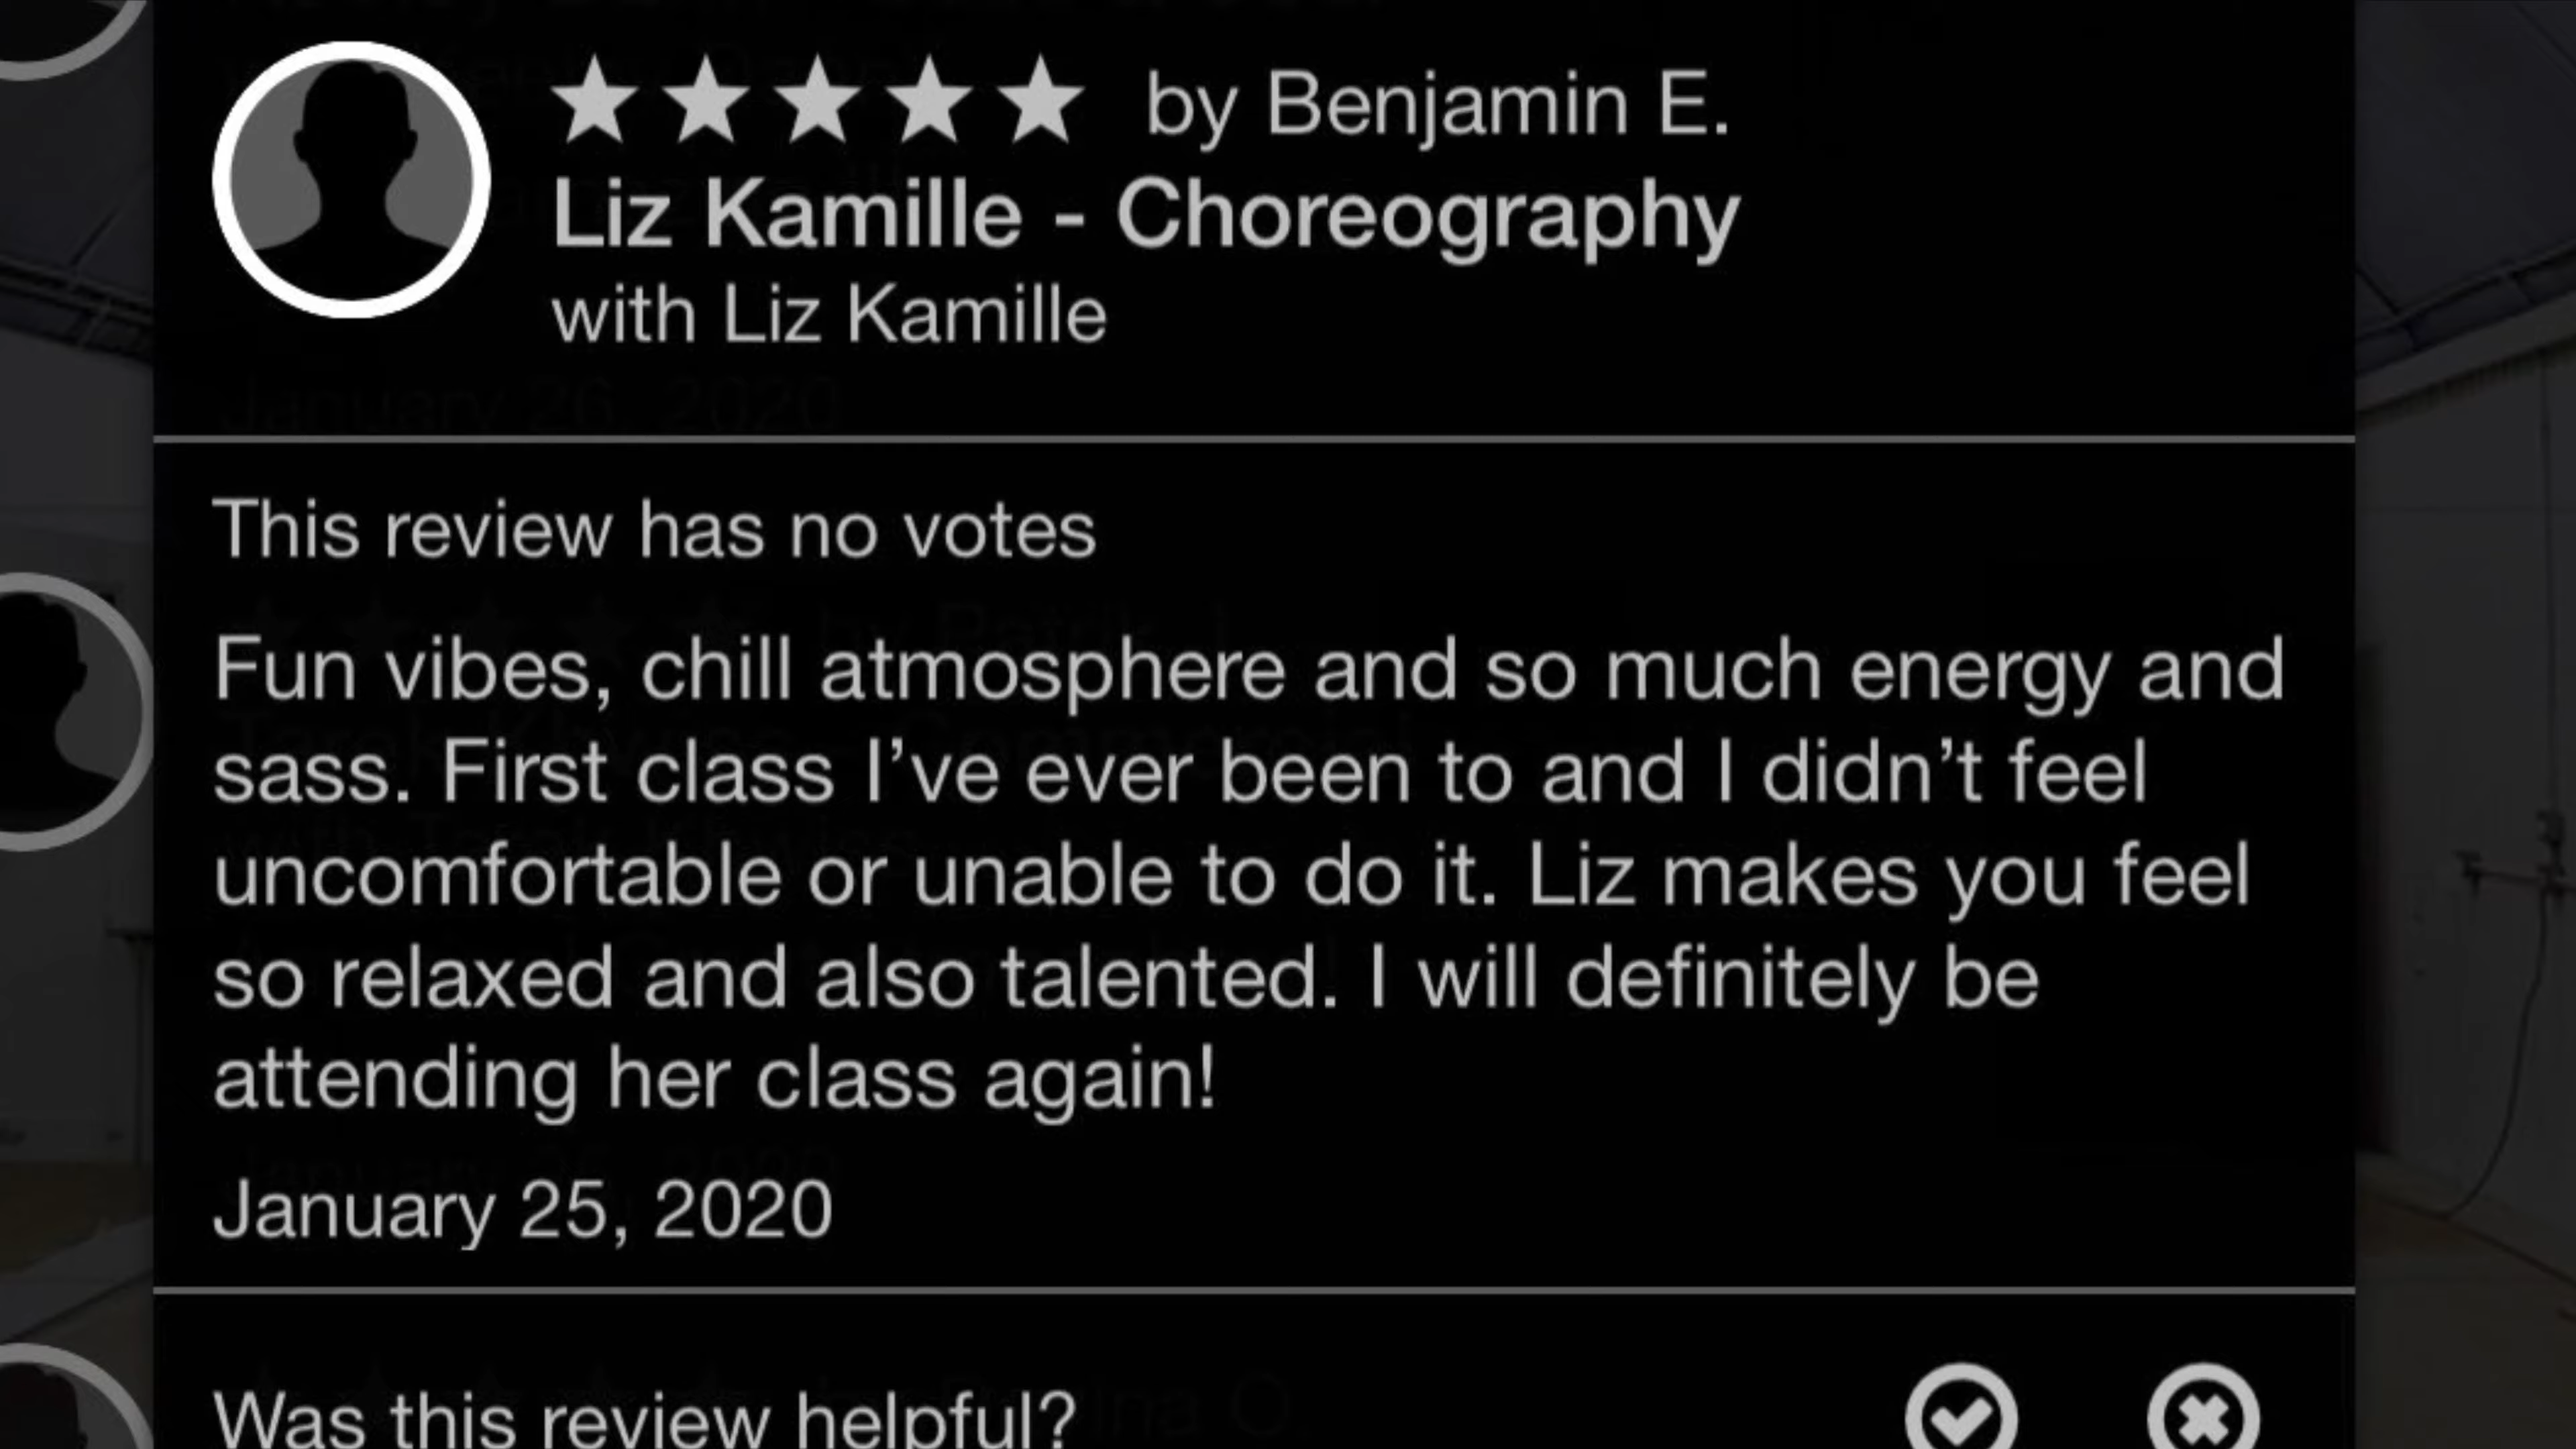 ★★★★★ by Benjamin E.
Liz Kamille - Choreography
with Liz Kamille
January 26, 2020
This review has no votes
Fun vibes, chill atmosphere and so much energy and
sass. First class I’ve ever been to and I didn’t feel
uncomfortable or unable to do it. Liz makes you feel
so relaxed and also talented. I will definitely be
attending her class again!
January 25, 2020
Was this review helpful?